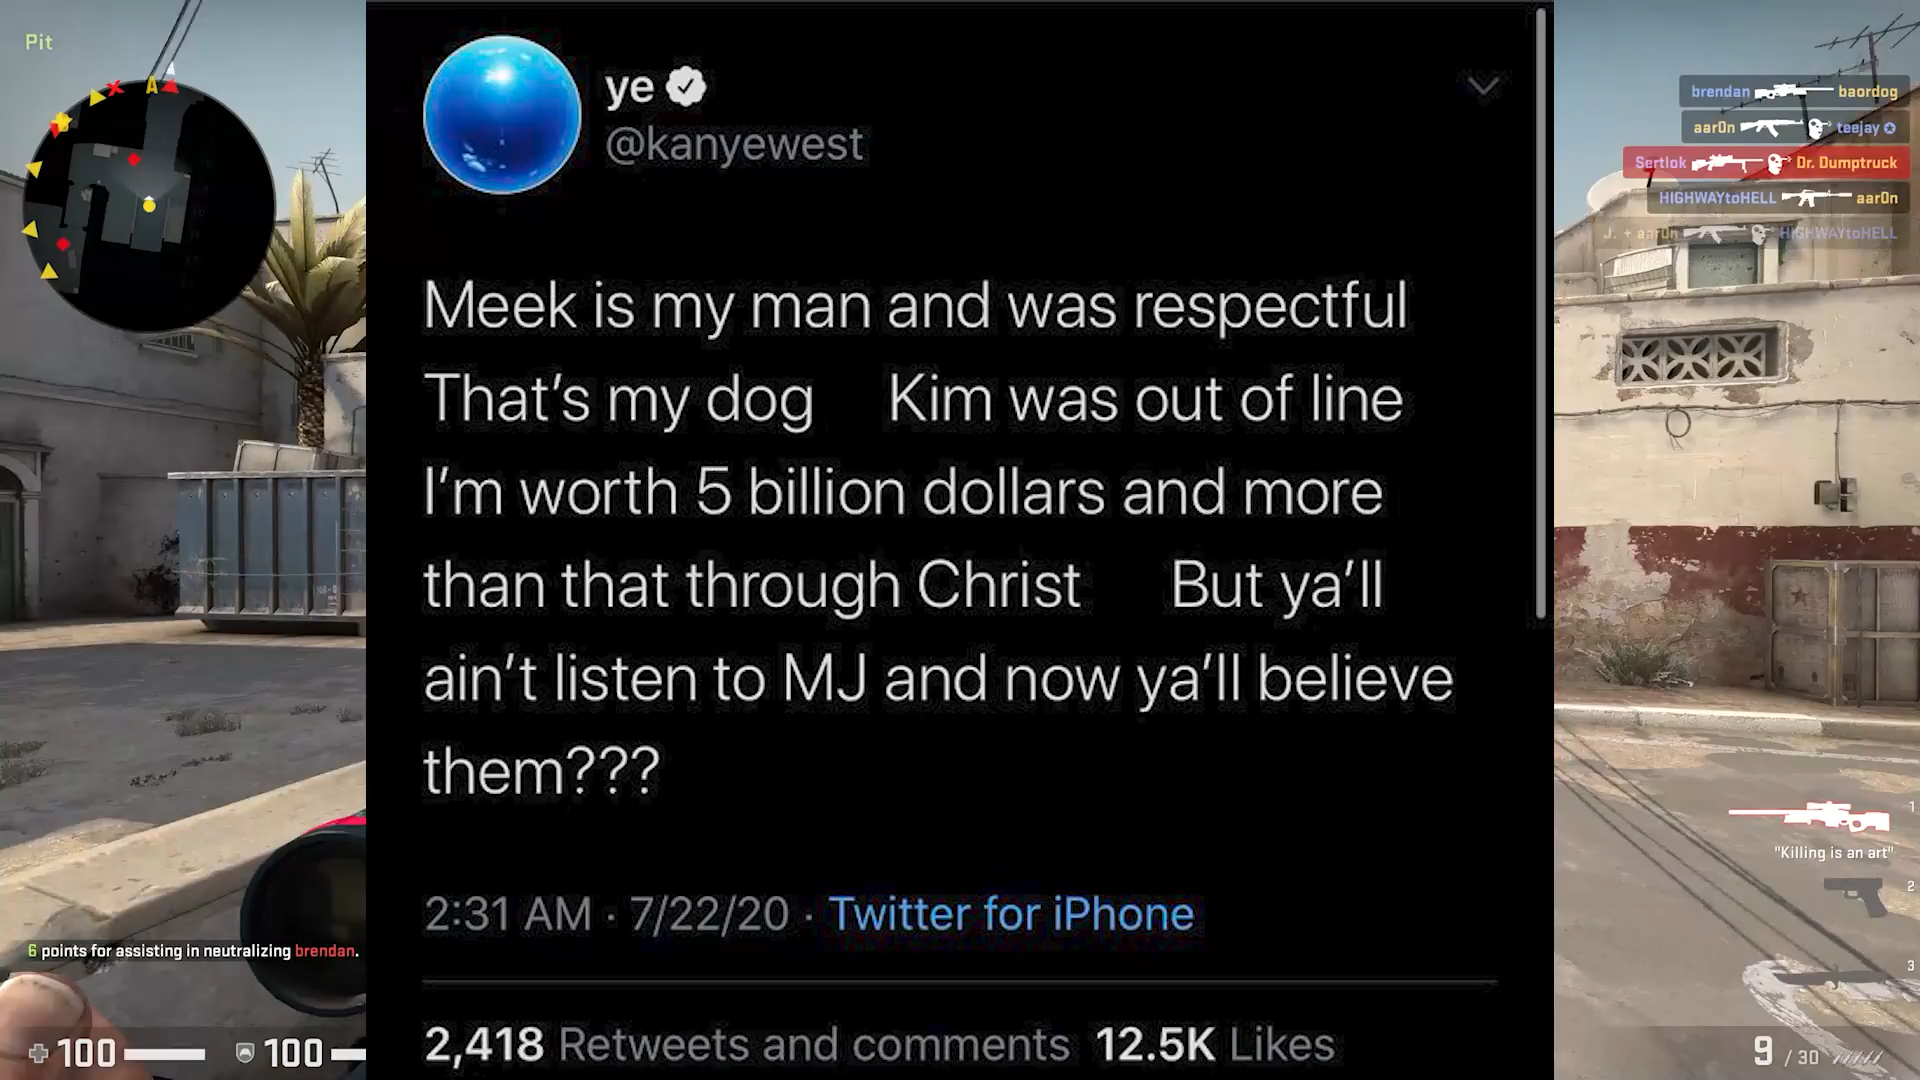 Pit
A
ye
@kanyewest
Meek is my man and was respectful
That's my dog Kim was out of line
I'm worth 5 billion dollars and more
than that through Christ But ya'll
ain't listen to MJ and now ya'll believe
them???
2:31 AM · 7/22/20 · Twitter for iPhone
2,418 Retweets and comments 12.5K Likes
brendan baordog
aar0n teejay
Sertlok Dr. Dumptruck
HIGHWAYtoHELL aar0n
J. + aar0n HIGHWAYtoHELL
1
"Killing is an art"
2
3
6 points for assisting in neutralizing brendan.
100 100
9 / 30